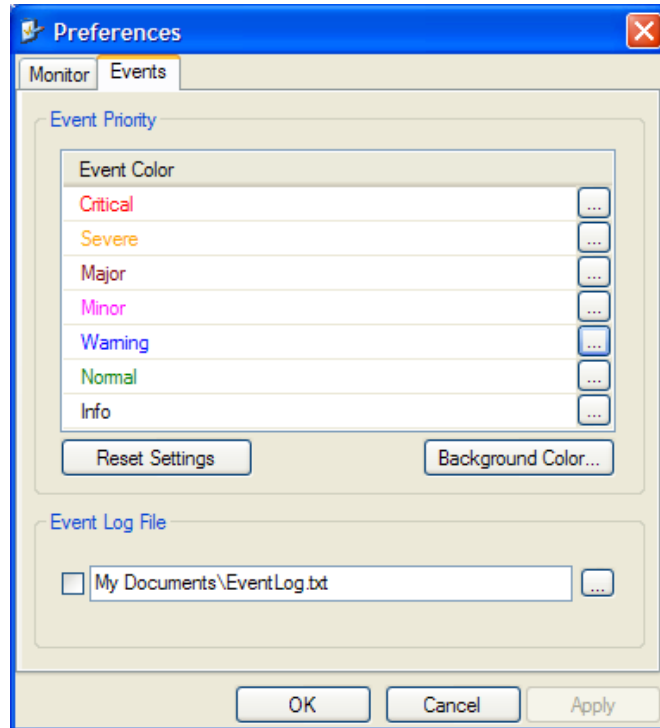 Preferences
Monitor Events
Event Priority
Event Color
Critical ...
Severe ...
Major ...
Minor ...
Warning ...
Normal ...
Info ...
Reset Settings Background Color...
Event Log File
My Documents\EventLog.txt ...
OK Cancel Apply